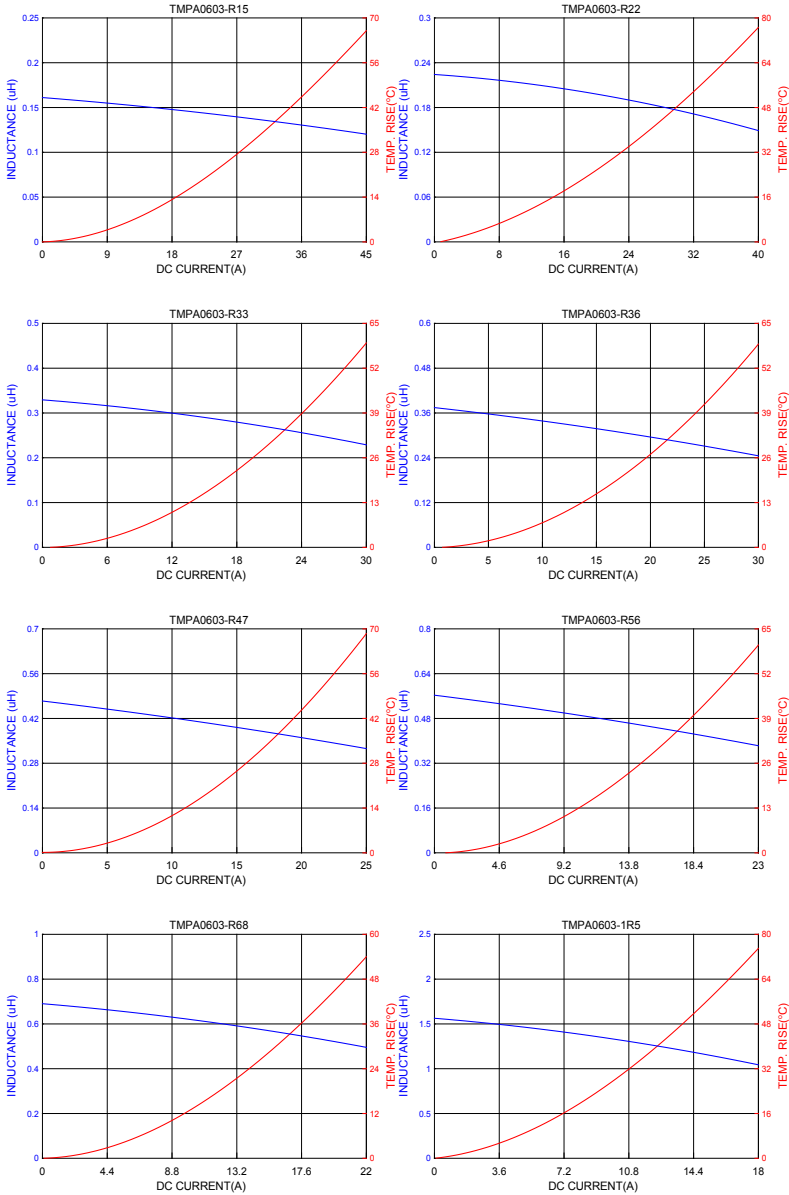 TMPA0603-R15
INDUCTANCE (uH)
0.25
0.2
0.15
0.1
0.05
0
70
56
42
28
14
0
TEMP. RISE(°C)
0 9 18 27 36 45
DC CURRENT(A)
TMPA0603-R22
INDUCTANCE (uH)
0.3
0.24
0.18
0.12
0.06
0
80
64
48
32
16
0
TEMP. RISE(°C)
0 8 16 24 32 40
DC CURRENT(A)
TMPA0603-R33
INDUCTANCE (uH)
0.5
0.4
0.3
0.2
0.1
0
65
52
39
26
13
0
TEMP. RISE(°C)
0 6 12 18 24 30
DC CURRENT(A)
TMPA0603-R36
INDUCTANCE (uH)
0.6
0.48
0.36
0.24
0.12
0
65
52
39
26
13
0
TEMP. RISE(°C)
0 5 10 15 20 25 30
DC CURRENT(A)
TMPA0603-R47
INDUCTANCE (uH)
0.7
0.56
0.42
0.28
0.14
0
70
56
42
28
14
0
TEMP. RISE(°C)
0 5 10 15 20 25
DC CURRENT(A)
TMPA0603-R56
INDUCTANCE (uH)
0.8
0.64
0.48
0.32
0.16
0
65
52
39
26
13
0
TEMP. RISE(°C)
0 4.6 9.2 13.8 18.4 23
DC CURRENT(A)
TMPA0603-R68
INDUCTANCE (uH)
1
0.8
0.6
0.4
0.2
0
60
48
36
24
12
0
TEMP. RISE(°C)
0 4.4 8.8 13.2 17.6 22
DC CURRENT(A)
TMPA0603-1R5
INDUCTANCE (uH)
2.5
2
1.5
1
0.5
0
80
64
48
32
16
0
TEMP. RISE(°C)
0 3.6 7.2 10.8 14.4 18
DC CURRENT(A)